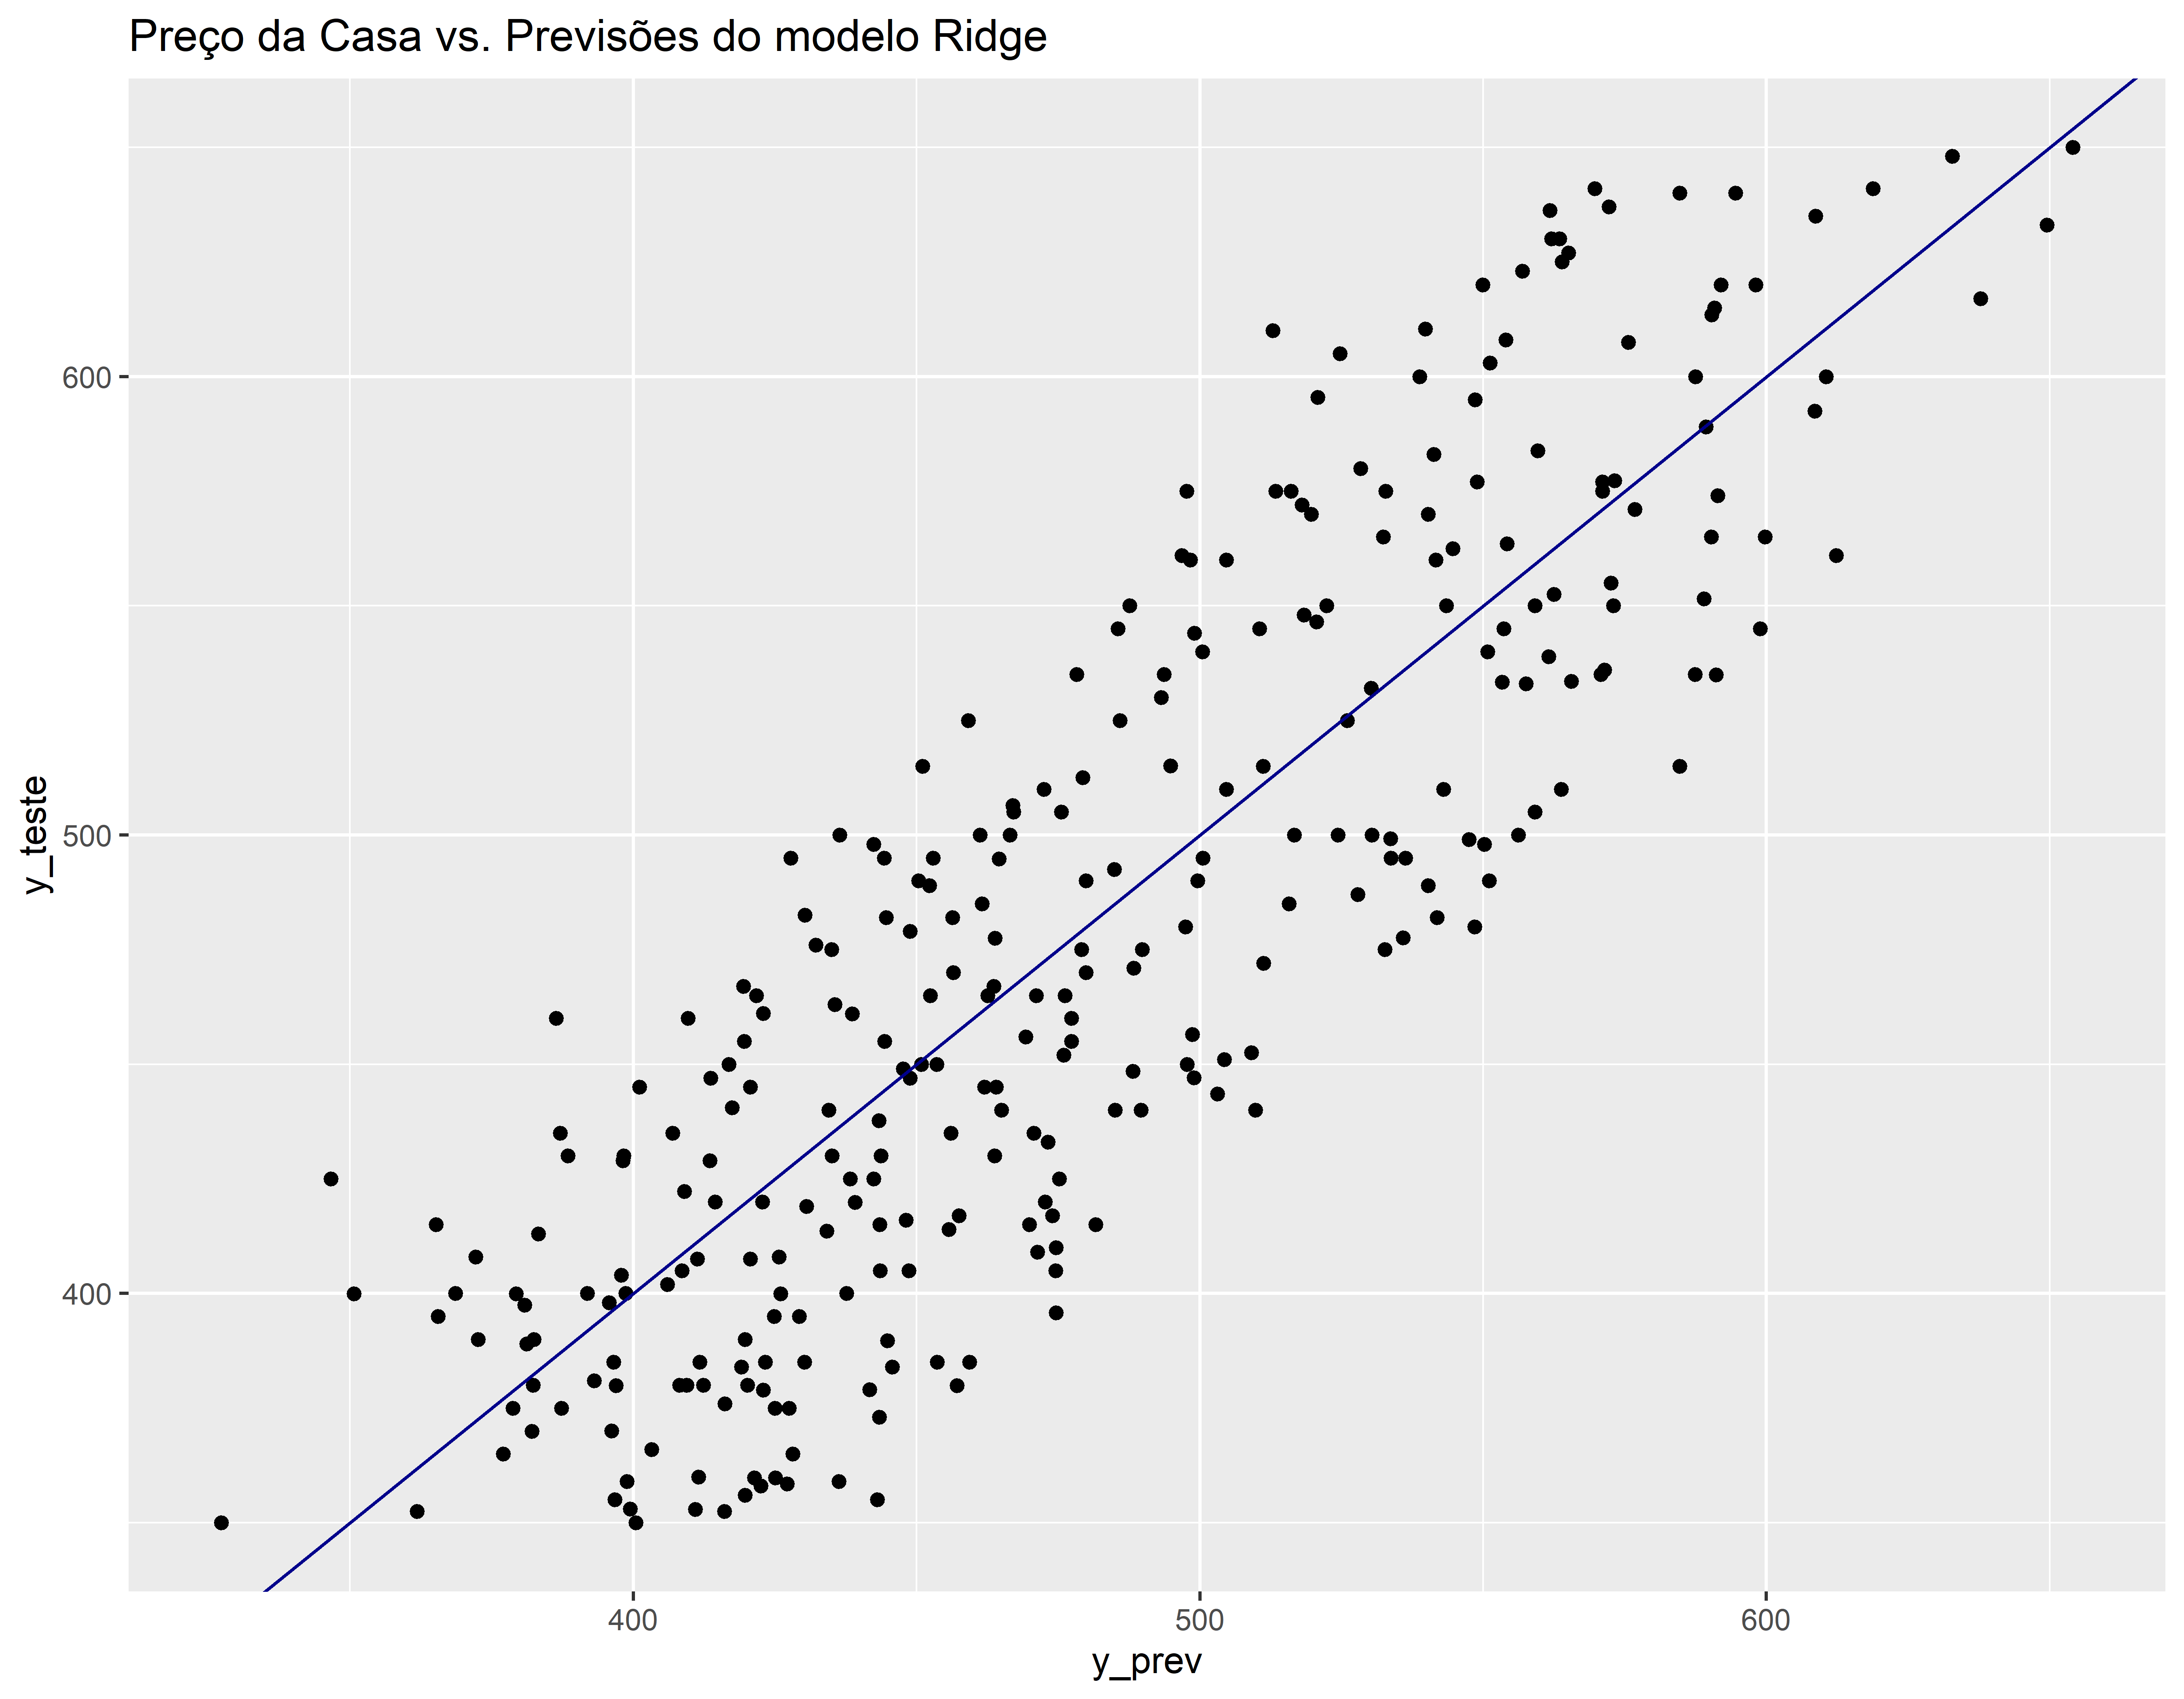 Preço da Casa vs. Previsões do modelo Ridge
600
500
400
y_teste
400 500 600
y_prev